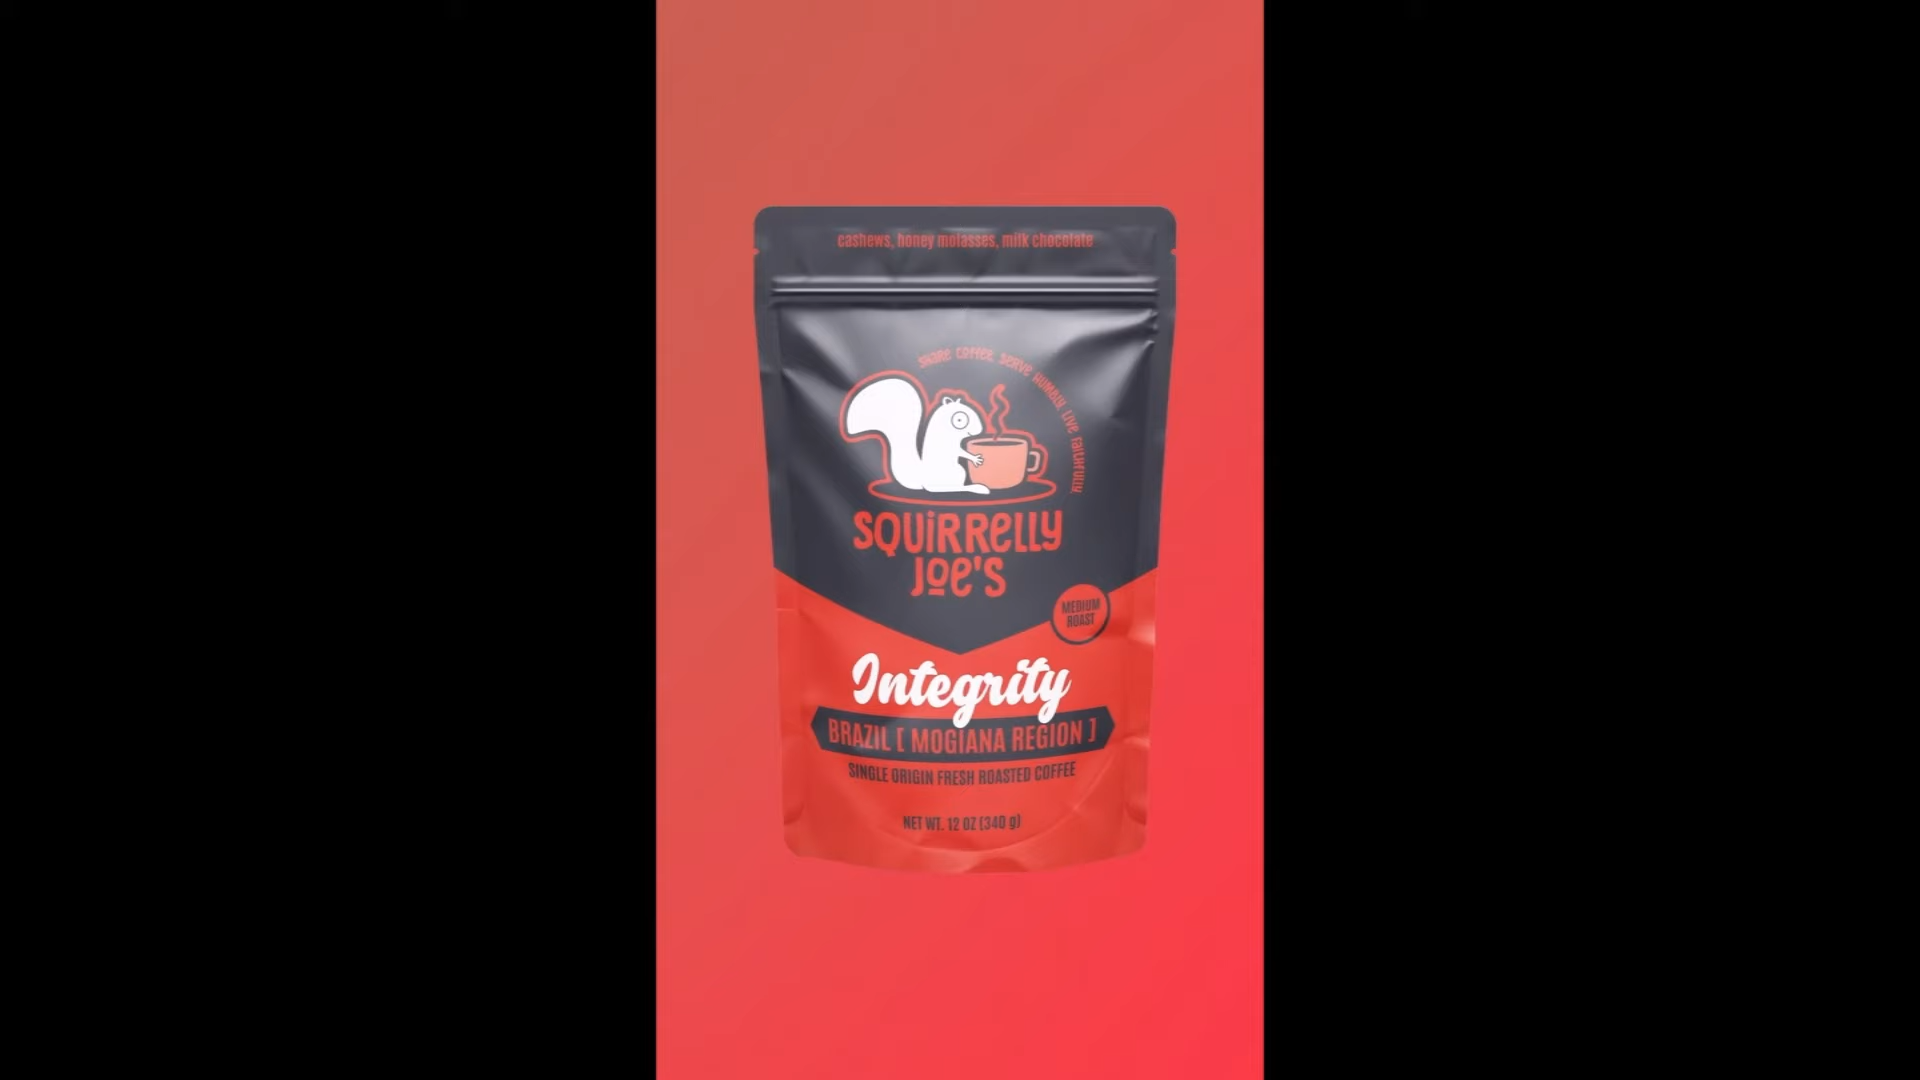 cashews, honey molasses, milk chocolate
SHARE COFFEE. SERVE HUMBLY. LIVE FAITHFULLY.
SQUIRRELLY
JOE'S
MEDIUM
ROAST
Integrity
BRAZIL [ MOGIANA REGION ]
SINGLE ORIGIN FRESH ROASTED COFFEE
NET WT. 12 OZ (340 g)